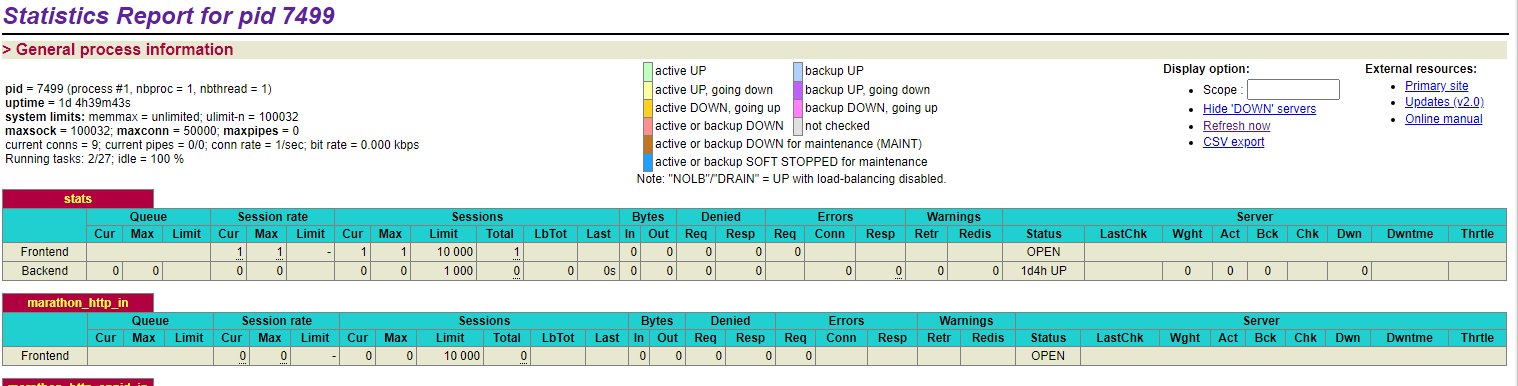 Statistics Report for pid 7499
> General process information
pid = 7499 (process #1, nbproc = 1, nbthread = 1)
uptime = 1d 4h39m43s
system limits: memmax = unlimited; ulimit-n = 100032
maxsock = 100032; maxconn = 50000; maxpipes = 0
current conns = 9; current pipes = 0/0; conn rate = 1/sec; bit rate = 0.000 kbps
Running tasks: 2/27; idle = 100 %
active UP backup UP
active UP, going down backup UP, going down
active DOWN, going up backup DOWN, going up
active or backup DOWN not checked
active or backup DOWN for maintenance (MAINT)
active or backup SOFT STOPPED for maintenance
Note: "NOLB"/"DRAIN" = UP with load-balancing disabled.
Display option:
• Scope :
• Hide 'DOWN' servers
• Refresh now
• CSV export
External resources:
• Primary site
• Updates (v2.0)
• Online manual
stats
Queue Session rate Sessions Bytes Denied Errors Warnings Server
Cur Max Limit Cur Max Limit Cur Max Limit Total LbTot Last In Out Req Resp Req Conn Resp Retr Redis Status LastChk Wght Act Bck Chk Dwn Dwntme Thrtle
Frontend 1 1 - 1 1 10 000 1 0 0 0 0 0 OPEN
Backend 0 0 0 0 0 0 1 000 0 0 0s 0 0 0 0 0 0 0 0 1d4h UP 0 0 0 0
marathon_http_in
Queue Session rate Sessions Bytes Denied Errors Warnings Server
Cur Max Limit Cur Max Limit Cur Max Limit Total LbTot Last In Out Req Resp Req Conn Resp Retr Redis Status LastChk Wght Act Bck Chk Dwn Dwntme Thrtle
Frontend 0 0 - 0 0 10 000 0 0 0 0 0 0 OPEN